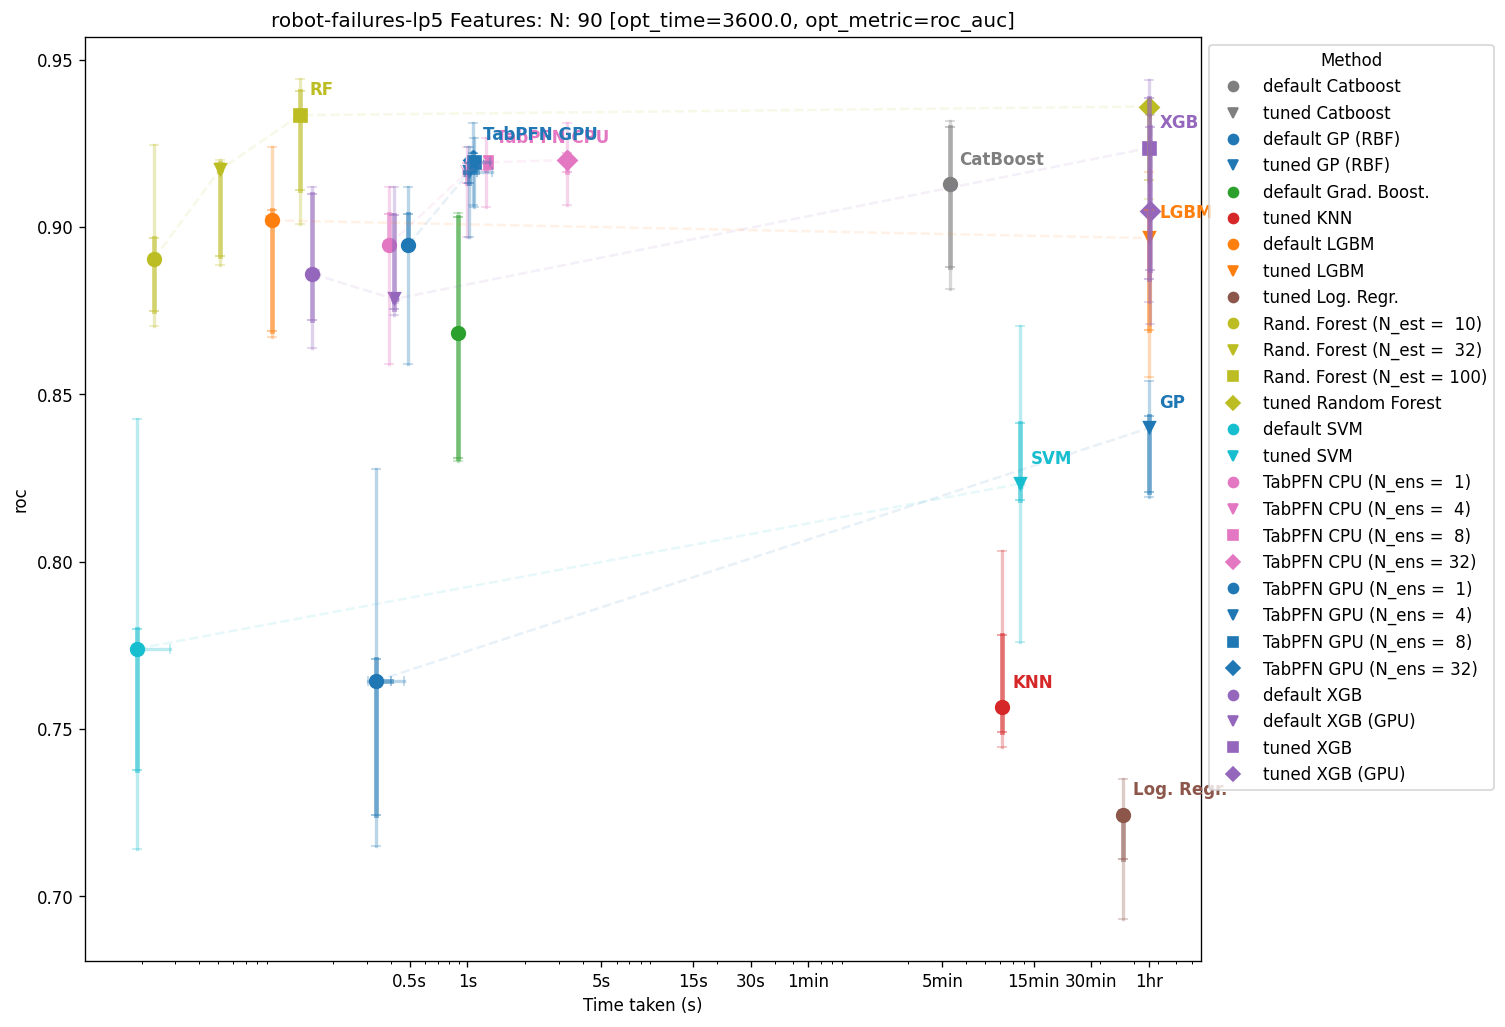 robot-failures-lp5 Features: N: 90 [opt_time=3600.0, opt_metric=roc_auc]
roc
0.95
0.90
0.85
0.80
0.75
0.70
RF
TabPFN GPU
TabPFN CPU
CatBoost
XGB
LGBM
GP
SVM
KNN
Log. Regr.
0.5s
1s
5s
15s
30s
1min
5min
15min
30min
1hr
Time taken (s)
Method
default Catboost
tuned Catboost
default GP (RBF)
tuned GP (RBF)
default Grad. Boost.
tuned KNN
default LGBM
tuned LGBM
tuned Log. Regr.
Rand. Forest (N_est =  10)
Rand. Forest (N_est =  32)
Rand. Forest (N_est = 100)
tuned Random Forest
default SVM
tuned SVM
TabPFN CPU (N_ens =  1)
TabPFN CPU (N_ens =  4)
TabPFN CPU (N_ens =  8)
TabPFN CPU (N_ens = 32)
TabPFN GPU (N_ens =  1)
TabPFN GPU (N_ens =  4)
TabPFN GPU (N_ens =  8)
TabPFN GPU (N_ens = 32)
default XGB
default XGB (GPU)
tuned XGB
tuned XGB (GPU)